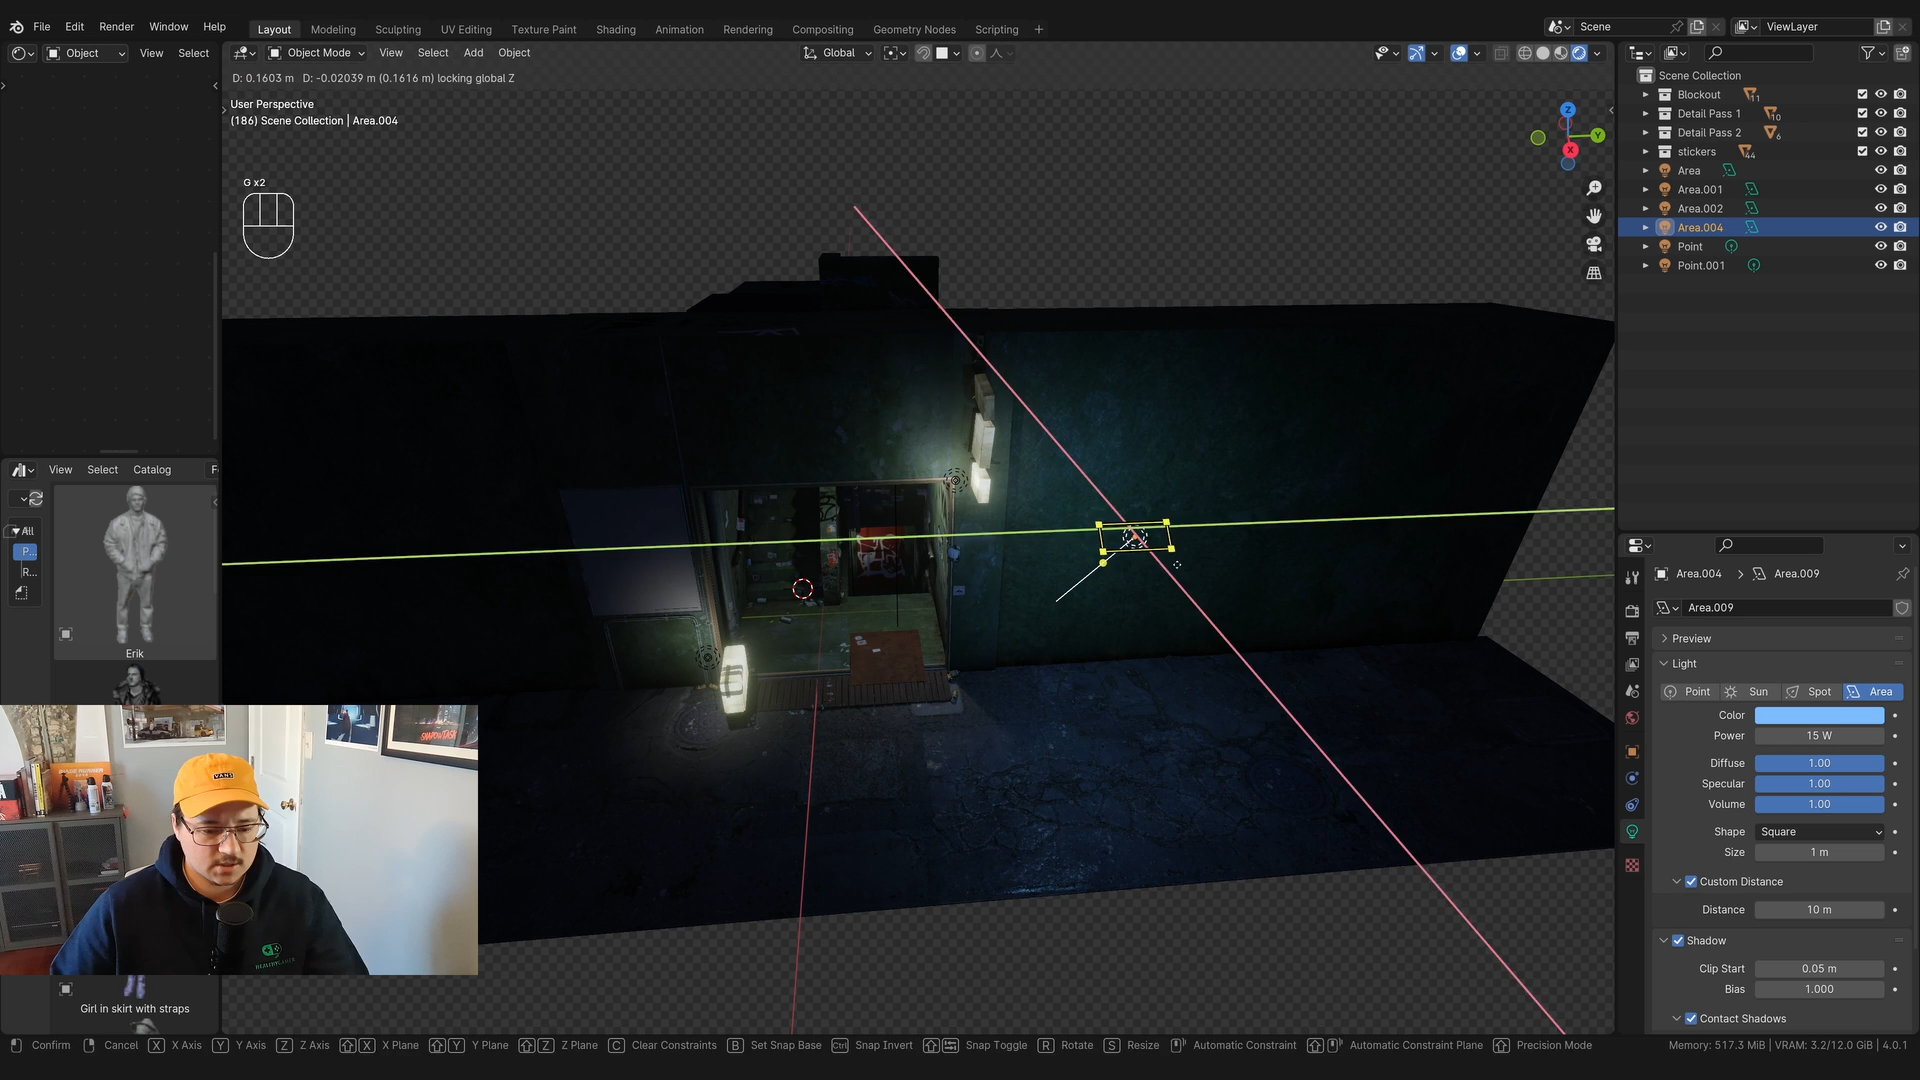 File Edit Render Window Help
Layout Modeling Sculpting UV Editing Texture Paint Shading Animation Rendering Compositing Geometry Nodes Scripting +
Scene
ViewLayer
Object View Select
Object Mode View Select Add Object
Global
D: 0.1603 m D: -0.02039 m (0.1616 m) locking global Z
User Perspective
(186) Scene Collection | Area.004
G x2
Z
Y
X
Scene Collection
Blockout 11
Detail Pass 1 10
Detail Pass 2 6
stickers 44
Area
Area.001
Area.002
Area.004
Point
Point.001
View Select Catalog F
All
P...
R...
Erik
Girl in skirt with straps
VANS
Area.004 > Area.009
Area.009
Preview
Light
Point Sun Spot Area
Color
Power 15 W
Diffuse 1.00
Specular 1.00
Volume 1.00
Shape Square
Size 1 m
Custom Distance
Distance 10 m
Shadow
Clip Start 0.05 m
Bias 1.000
Contact Shadows
Confirm Cancel X X Axis Y Y Axis Z Z Axis X X Plane Y Y Plane Z Z Plane C Clear Constraints B Set Snap Base Ctrl Snap Invert Snap Toggle R Rotate S Resize Automatic Constraint Automatic Constraint Plane Precision Mode
Memory: 517.3 MiB | VRAM: 3.2/12.0 GiB | 4.0.1